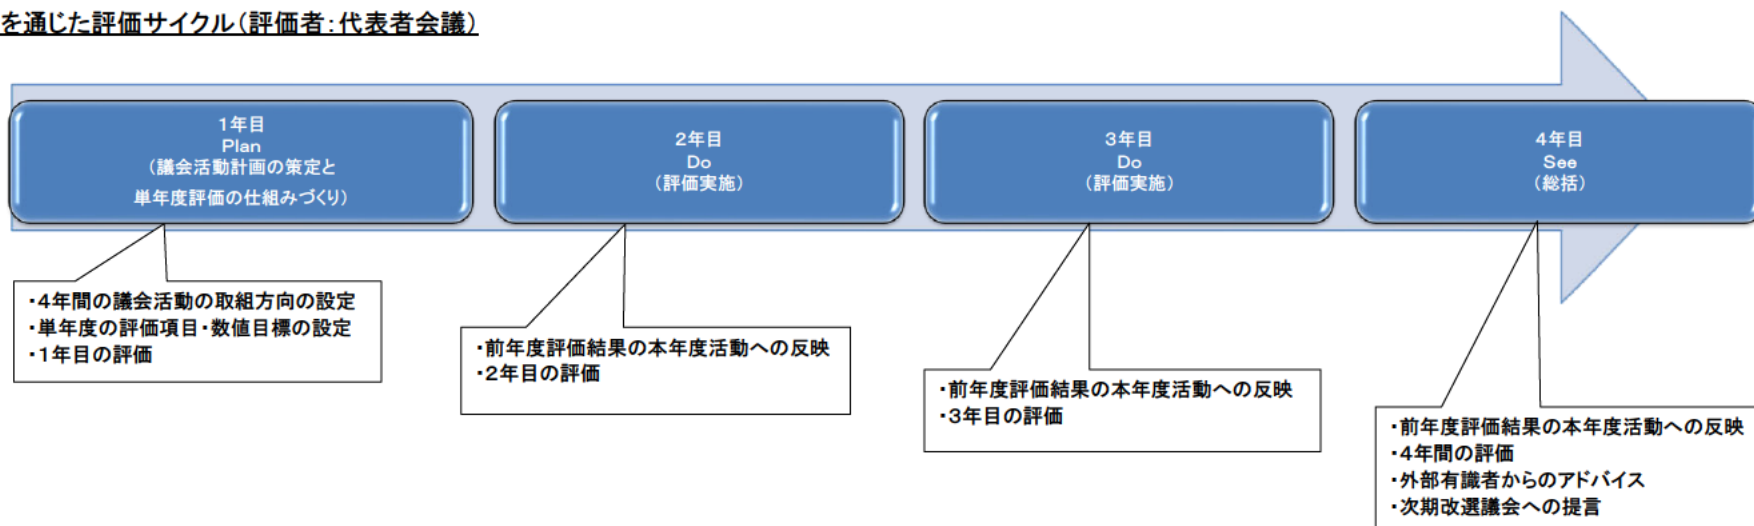 を通じた評価サイクル(評価者:代表者会議)
1年目
Plan
(議会活動計画の策定と
単年度評価の仕組みづくり)
2年目
Do
(評価実施)
3年目
Do
(評価実施)
4年目
See
(総括)
・4年間の議会活動の取組方向の設定
・単年度の評価項目・数値目標の設定
・1年目の評価
・前年度評価結果の本年度活動への反映
・2年目の評価
・前年度評価結果の本年度活動への反映
・3年目の評価
・前年度評価結果の本年度活動への反映
・4年間の評価
・外部有識者からのアドバイス
・次期改選議会への提言